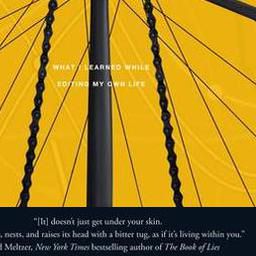 WHAT I LEARNED WHILE
EDITING MY OWN LIFE
"[It] doesn't just get under your skin.
, nests, and raises its head with a bitter tug, as if it's living within you."
d Meltzer, New York Times bestselling author of The Book of Lies